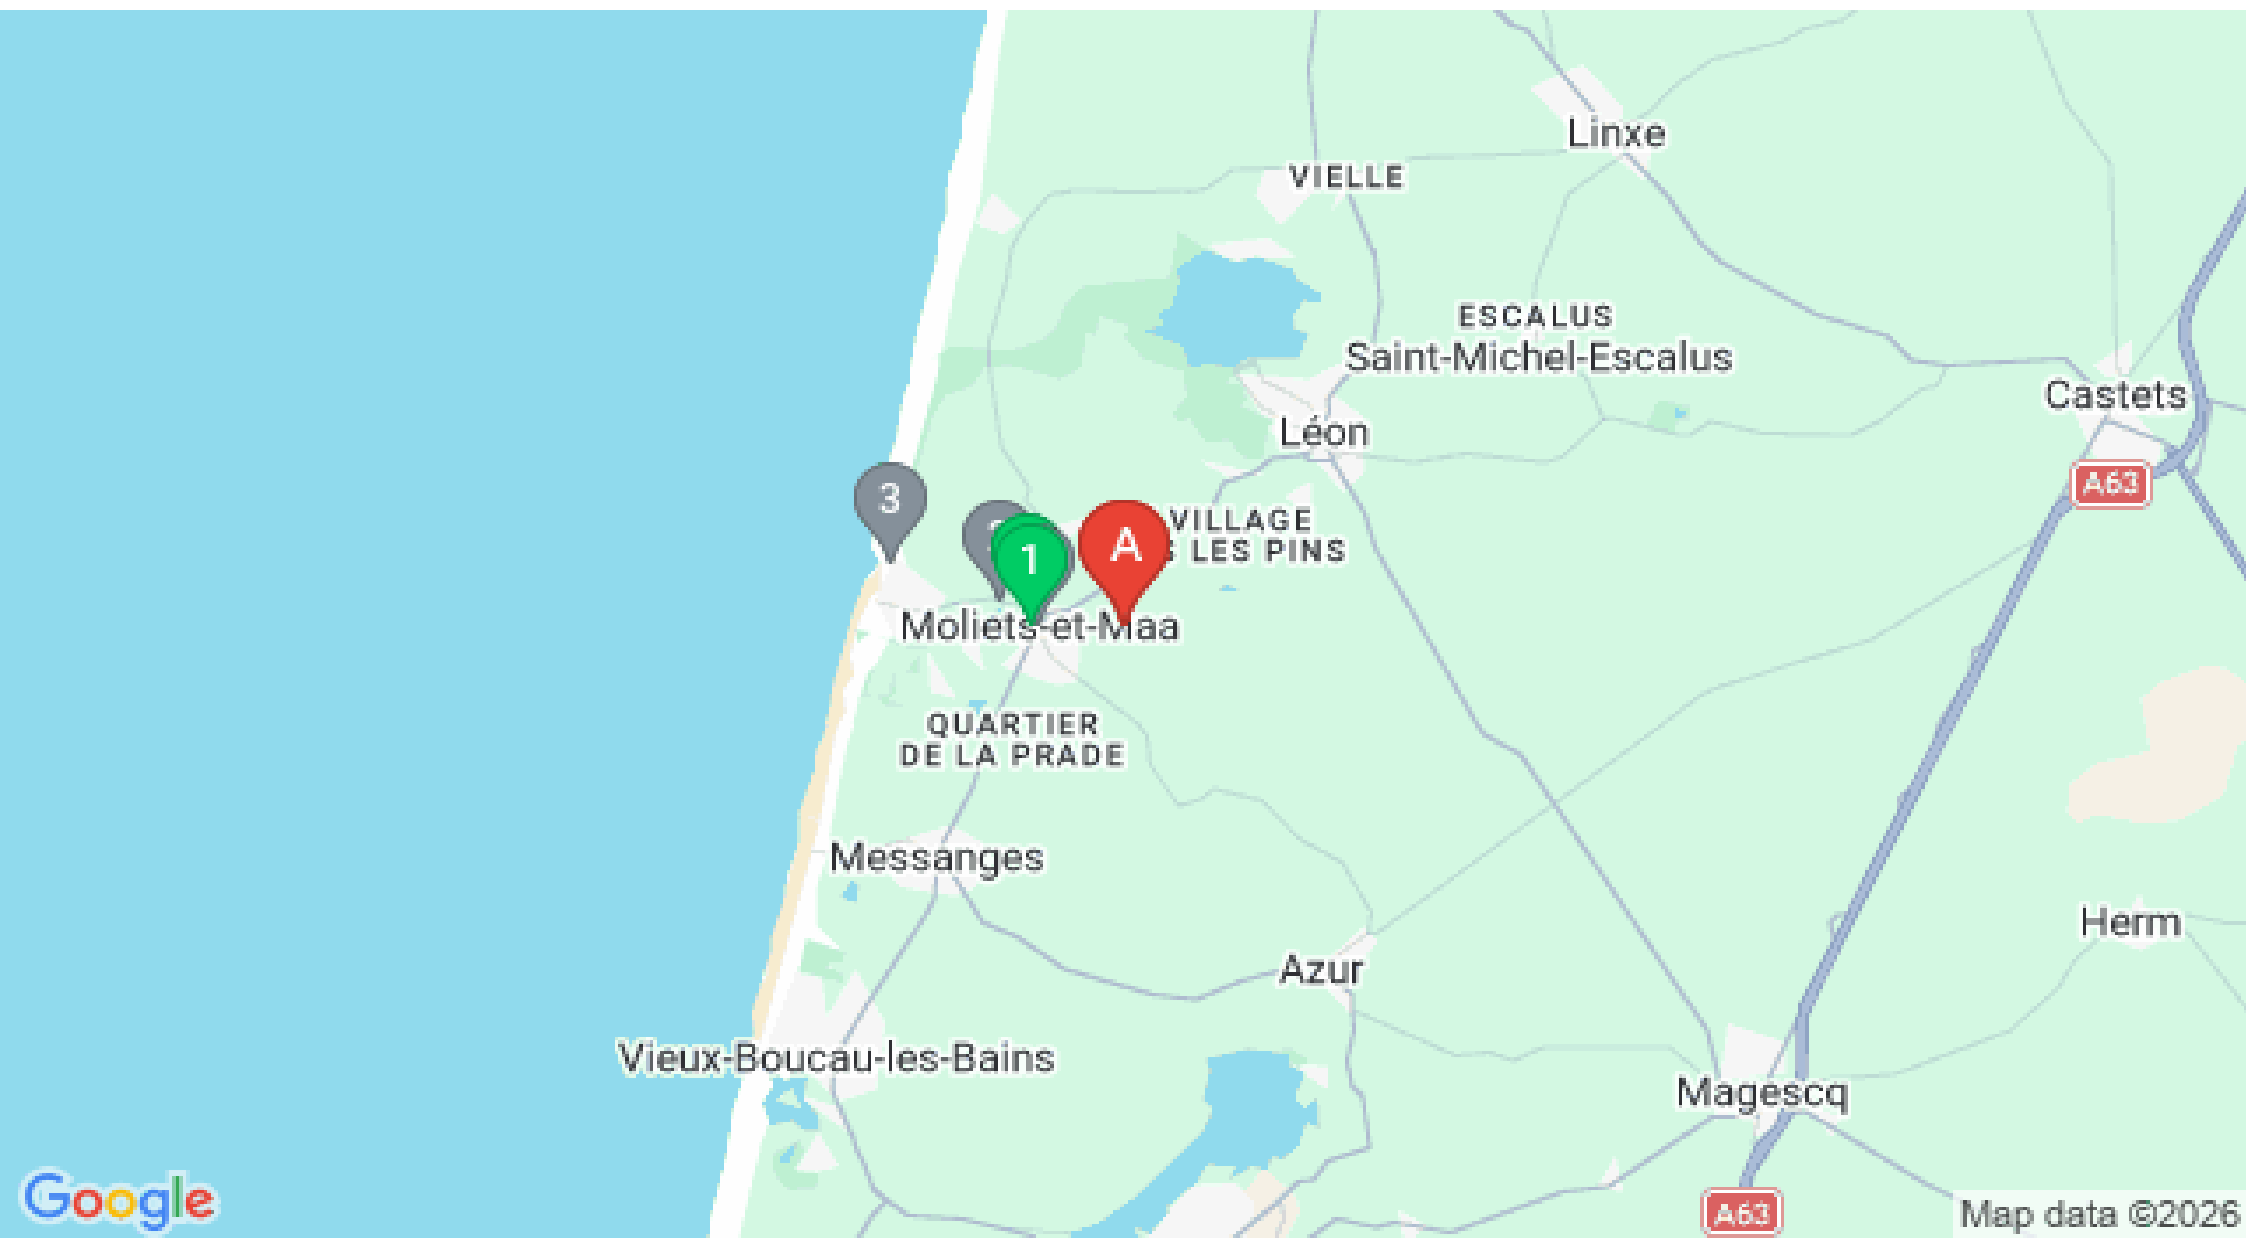 Linxe
VIELLE
ESCALUS
Saint-Michel-Escalus
Castets
Léon
A63
3
A
VILLAGE
LES PINS
1
Moliets-et-Maa
QUARTIER
DE LA PRADE
Messanges
Herm
Azur
Vieux-Boucau-les-Bains
Magescq
Google
A63
Map data ©2026